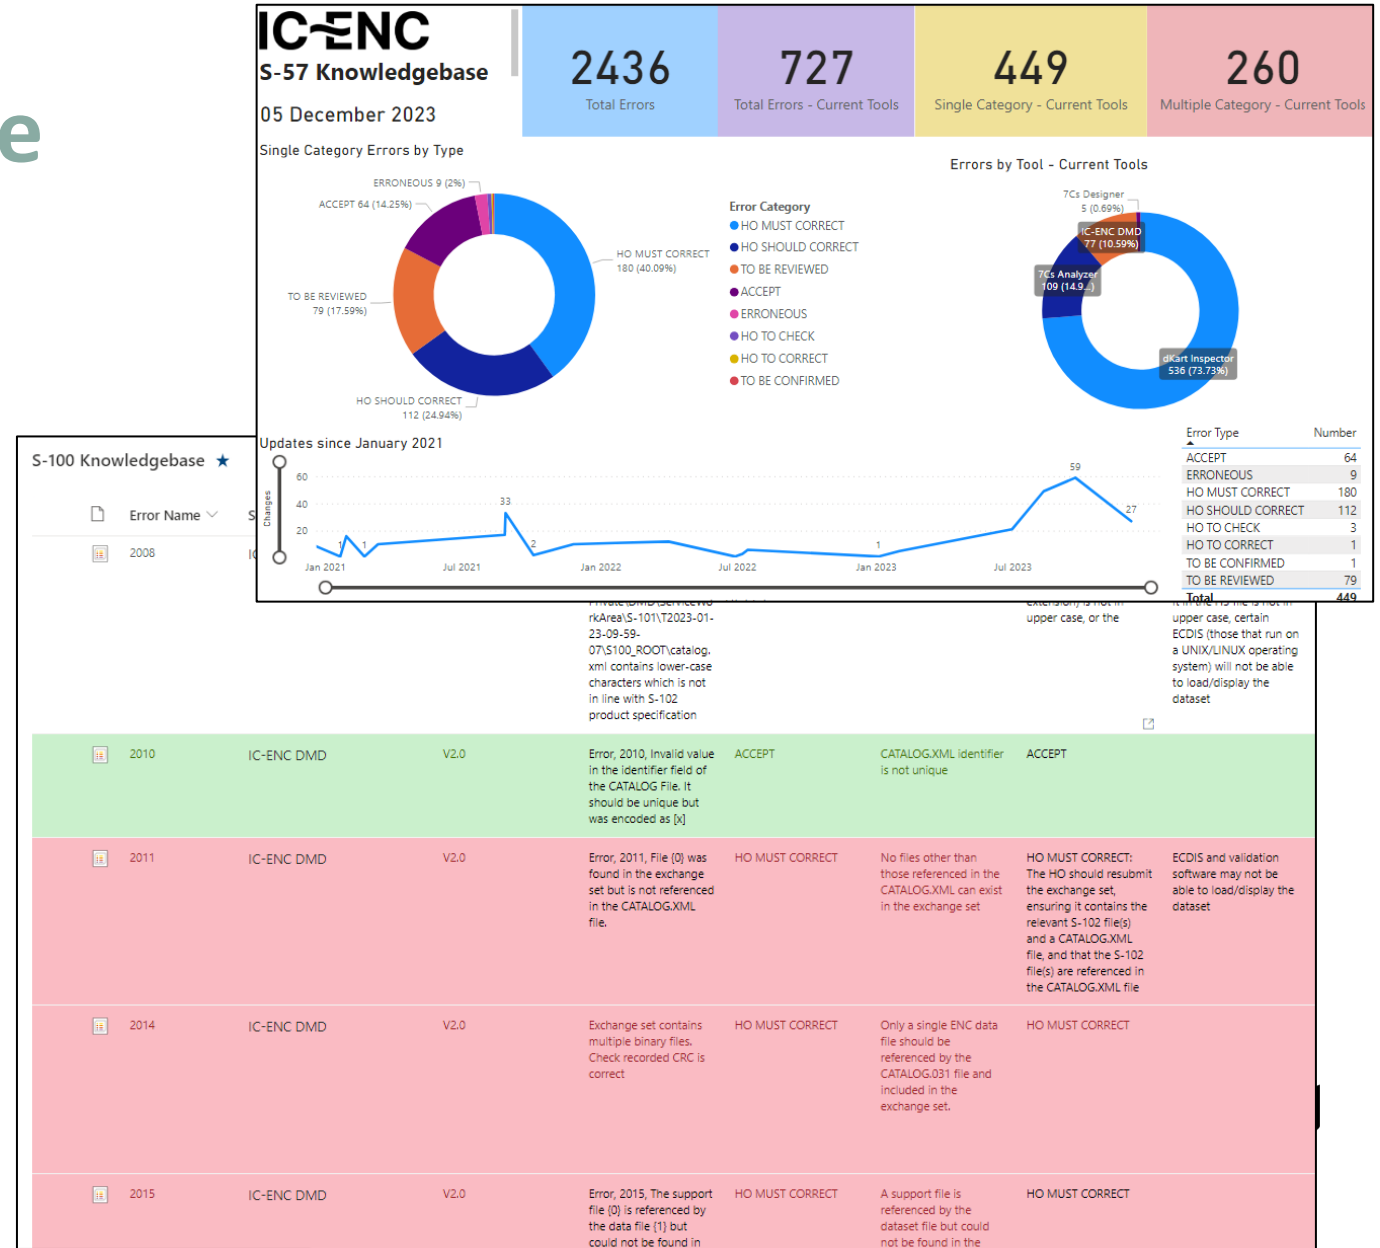 e
IC-ENC
S-57 Knowledgebase
05 December 2023
2436
Total Errors
727
Total Errors - Current Tools
449
Single Category - Current Tools
260
Multiple Category - Current Tools
Single Category Errors by Type
ERRONEOUS 9 (2%)
ACCEPT 64 (14.25%)
HO MUST CORRECT
180 (40.09%)
TO BE REVIEWED
79 (17.59%)
HO SHOULD CORRECT
112 (24.94%)
Error Category
HO MUST CORRECT
HO SHOULD CORRECT
TO BE REVIEWED
ACCEPT
ERRONEOUS
HO TO CHECK
HO TO CORRECT
TO BE CONFIRMED
Errors by Tool - Current Tools
7Cs Designer
5 (0.69%)
IC-ENC DMD
77 (10.59%)
7Cs Analyzer
109 (14.9...)
dKart Inspector
536 (73.73%)
Updates since January 2021
Changes
60
40
20
1
1
33
2
1
59
27
Jan 2021
Jul 2021
Jan 2022
Jul 2022
Jan 2023
Jul 2023
Error Type Number
ACCEPT 64
ERRONEOUS 9
HO MUST CORRECT 180
HO SHOULD CORRECT 112
HO TO CHECK 3
HO TO CORRECT 1
TO BE CONFIRMED 1
TO BE REVIEWED 79
Total 449
S-100 Knowledgebase
Error Name
S
2008
IC
Private\DMD\ServiceWo
rkArea\S-101\T2023-01-
23-09-59-
07\S100_ROOT\catalog.
xml contains lower-case
characters which is not
in line with S-102
product specification
extension) is not in
upper case, or the
it in the HS file is not in
upper case, certain
ECDIS (those that run on
a UNIX/LINUX operating
system) will not be able
to load/display the
dataset
2010
IC-ENC DMD
V2.0
Error, 2010, Invalid value
in the identifier field of
the CATALOG File. It
should be unique but
was encoded as [x]
ACCEPT
CATALOG.XML identifier
is not unique
ACCEPT
2011
IC-ENC DMD
V2.0
Error, 2011, File {0} was
found in the exchange
set but is not referenced
in the CATALOG.XML
file.
HO MUST CORRECT
No files other than
those referenced in the
CATALOG.XML can exist
in the exchange set
HO MUST CORRECT:
The HO should resubmit
the exchange set,
ensuring it contains the
relevant S-102 file(s)
and a CATALOG.XML
file, and that the S-102
file(s) are referenced in
the CATALOG.XML file
ECDIS and validation
software may not be
able to load/display the
dataset
2014
IC-ENC DMD
V2.0
Exchange set contains
multiple binary files.
Check recorded CRC is
correct
HO MUST CORRECT
Only a single ENC data
file should be
referenced by the
CATALOG.031 file and
included in the
exchange set.
HO MUST CORRECT
2015
IC-ENC DMD
V2.0
Error, 2015, The support
file {0} is referenced by
the data file {1} but
could not be found in
HO MUST CORRECT
A support file is
referenced by the
dataset file but could
not be found in the
HO MUST CORRECT